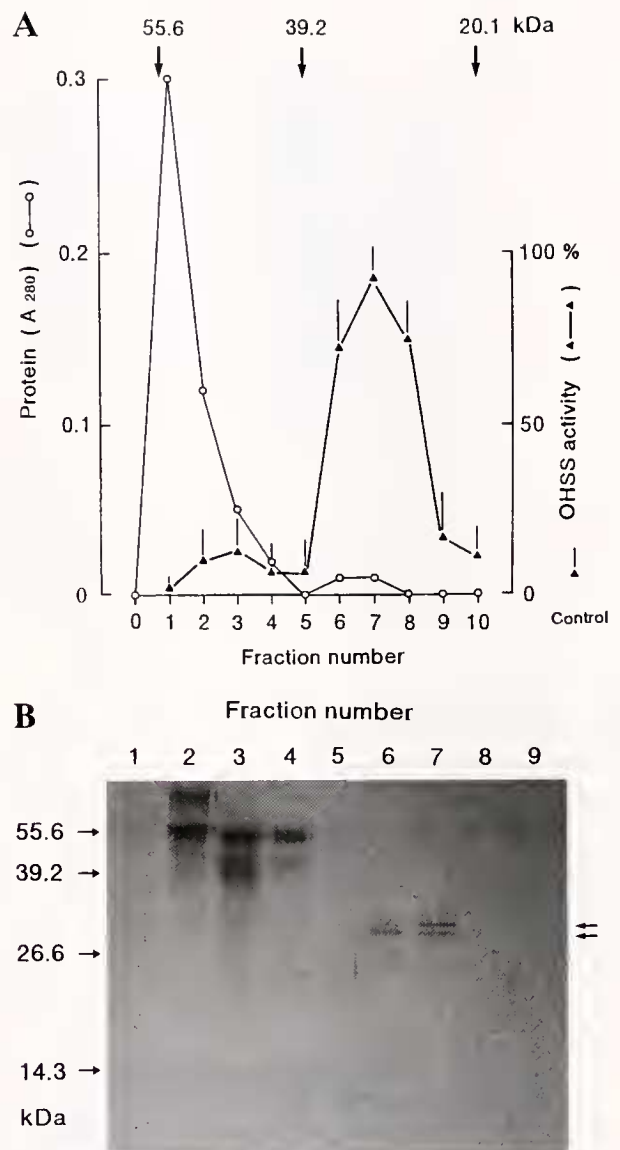 A
55.6 39.2 20.1 kDa
0.3
0.2
0.1
0
Protein ( A 280 ) ( )
100 %
50
0
OHSS activity ( )
Control
0 1 2 3 4 5 6 7 8 9 10
Fraction number
B
Fraction number
1 2 3 4 5 6 7 8 9
55.6
39.2
26.6
14.3
kDa